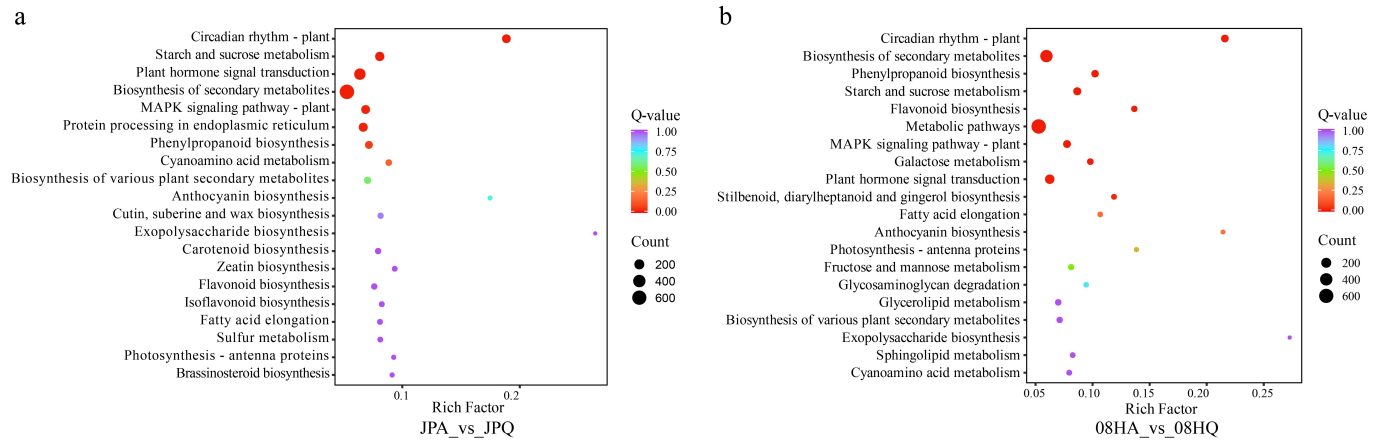 a
Circadian rhythm - plant
Starch and sucrose metabolism
Plant hormone signal transduction
Biosynthesis of secondary metabolites
MAPK signaling pathway - plant
Protein processing in endoplasmic reticulum
Phenylpropanoid biosynthesis
Cyanoamino acid metabolism
Biosynthesis of various plant secondary metabolites
Anthocyanin biosynthesis
Cutin, suberine and wax biosynthesis
Exopolysaccharide biosynthesis
Carotenoid biosynthesis
Zeatin biosynthesis
Flavonoid biosynthesis
Isoflavonoid biosynthesis
Fatty acid elongation
Sulfur metabolism
Photosynthesis - antenna proteins
Brassinosteroid biosynthesis
0.1 0.2
Rich Factor
JPA_vs_JPQ
Q-value
1.00
0.75
0.50
0.25
0.00
Count
200
400
600
b
Circadian rhythm - plant
Biosynthesis of secondary metabolites
Phenylpropanoid biosynthesis
Starch and sucrose metabolism
Flavonoid biosynthesis
Metabolic pathways
MAPK signaling pathway - plant
Galactose metabolism
Plant hormone signal transduction
Stilbenoid, diarylheptanoid and gingerol biosynthesis
Fatty acid elongation
Anthocyanin biosynthesis
Photosynthesis - antenna proteins
Fructose and mannose metabolism
Glycosaminoglycan degradation
Glycerolipid metabolism
Biosynthesis of various plant secondary metabolites
Exopolysaccharide biosynthesis
Sphingolipid metabolism
Cyanoamino acid metabolism
0.05 0.10 0.15 0.20 0.25
Rich Factor
08HA_vs_08HQ
Q-value
1.00
0.75
0.50
0.25
0.00
Count
200
400
600